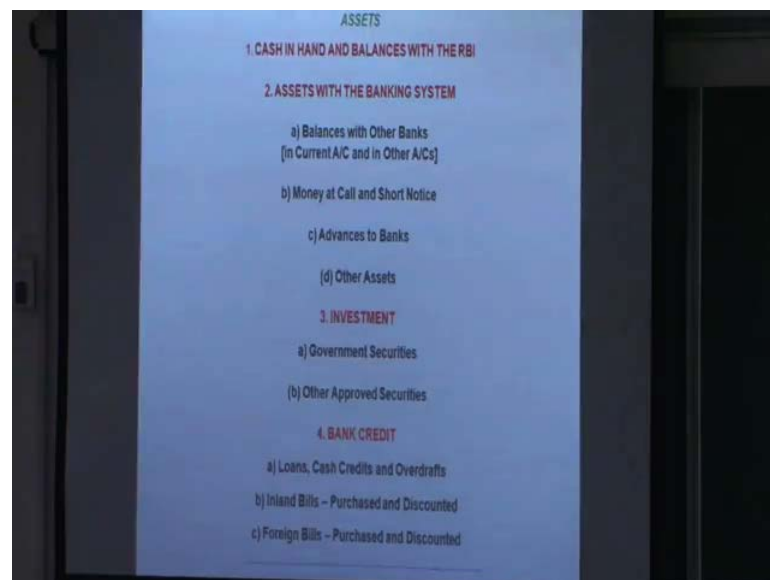 ASSETS
1. CASH IN HAND AND BALANCES WITH THE RBI
2. ASSETS WITH THE BANKING SYSTEM
a) Balances with Other Banks
[in Current A/C and in Other A/Cs]
b) Money at Call and Short Notice
c) Advances to Banks
(d) Other Assets
3. INVESTMENT
a) Government Securities
(b) Other Approved Securities
4. BANK CREDIT
a) Loans, Cash Credits and Overdrafts
b) Inland Bills – Purchased and Discounted
c) Foreign Bills – Purchased and Discounted